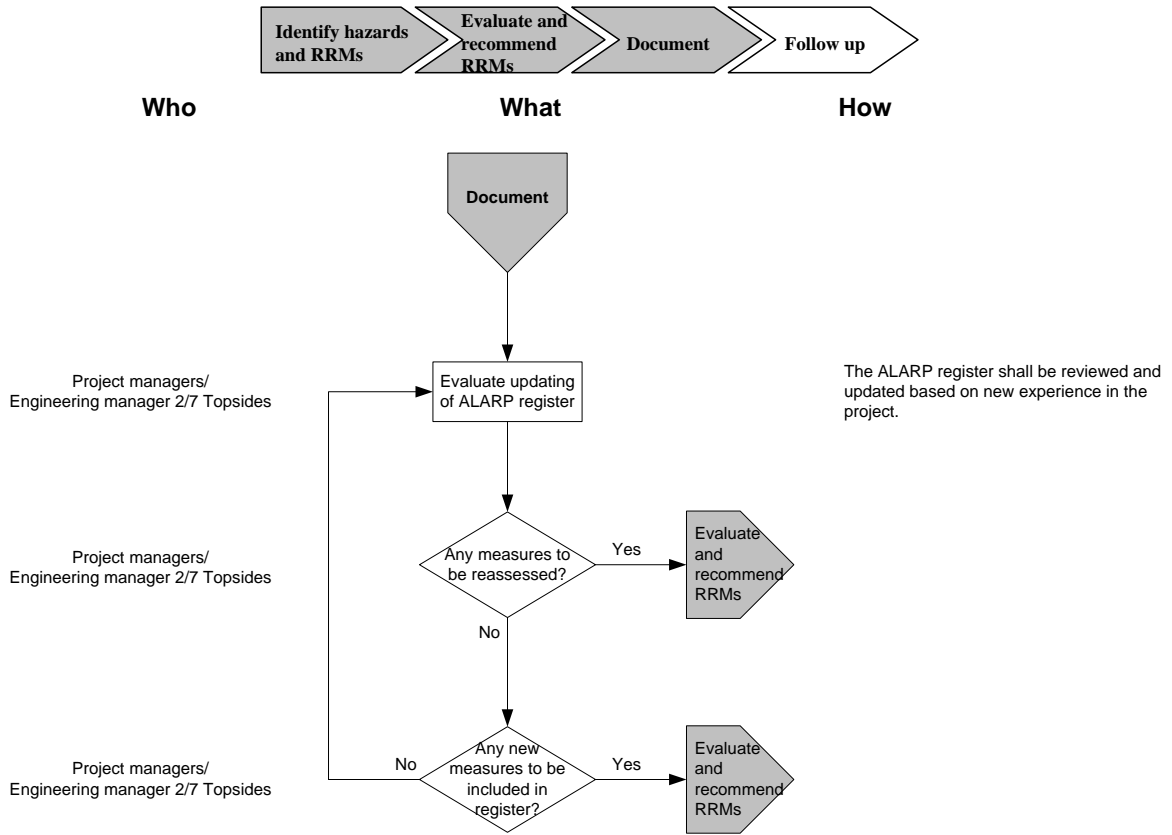 Identify hazards
and RRMs
Evaluate and
recommend
RRMs
Document
Follow up
Who
What
How
Document
Project managers/
Engineering manager 2/7 Topsides
Evaluate updating
of ALARP register
The ALARP register shall be reviewed and
updated based on new experience in the
project.
Project managers/
Engineering manager 2/7 Topsides
Any measures to
be reassessed?
Yes
Evaluate
and
recommend
RRMs
No
Project managers/
Engineering manager 2/7 Topsides
No
Any new
measures to be
included in
register?
Yes
Evaluate
and
recommend
RRMs